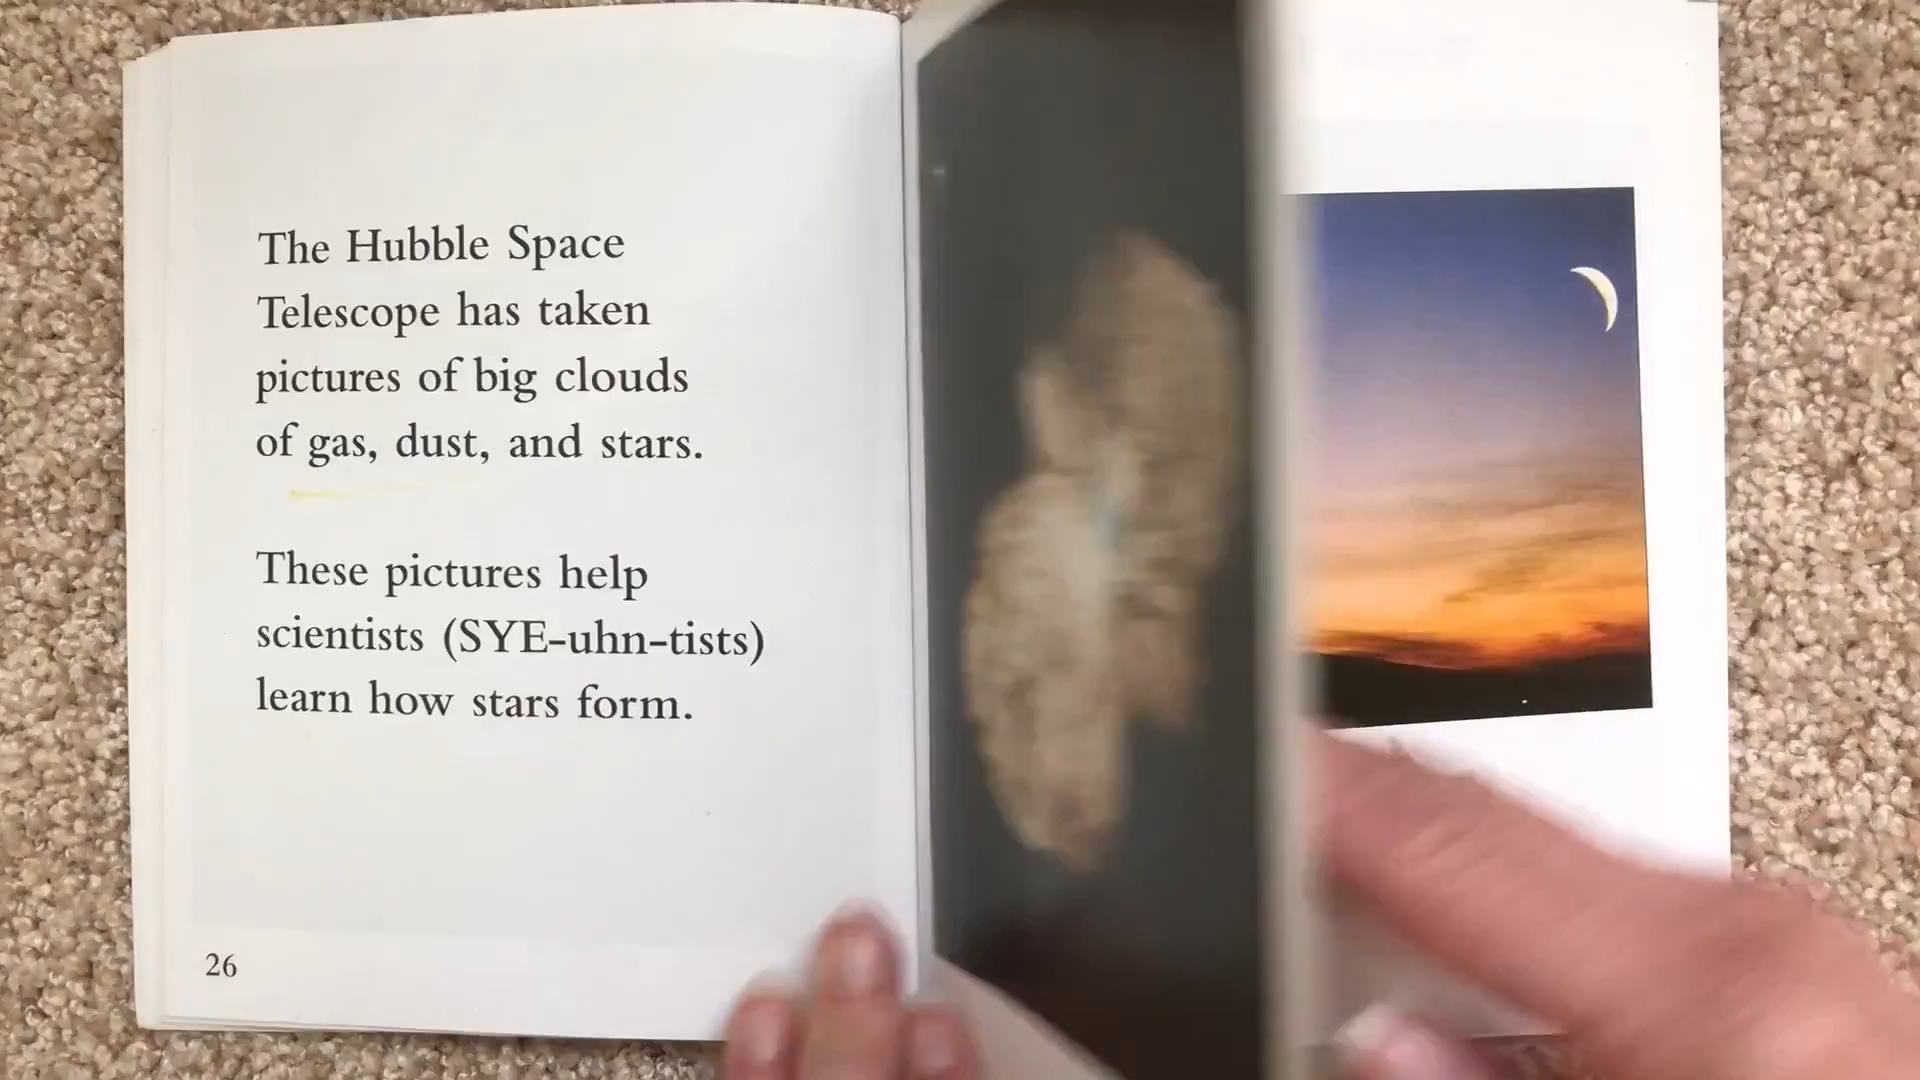 The Hubble Space
Telescope has taken
pictures of big clouds
of gas, dust, and stars.
These pictures help
scientists (SYE-uhn-tists)
learn how stars form.
26